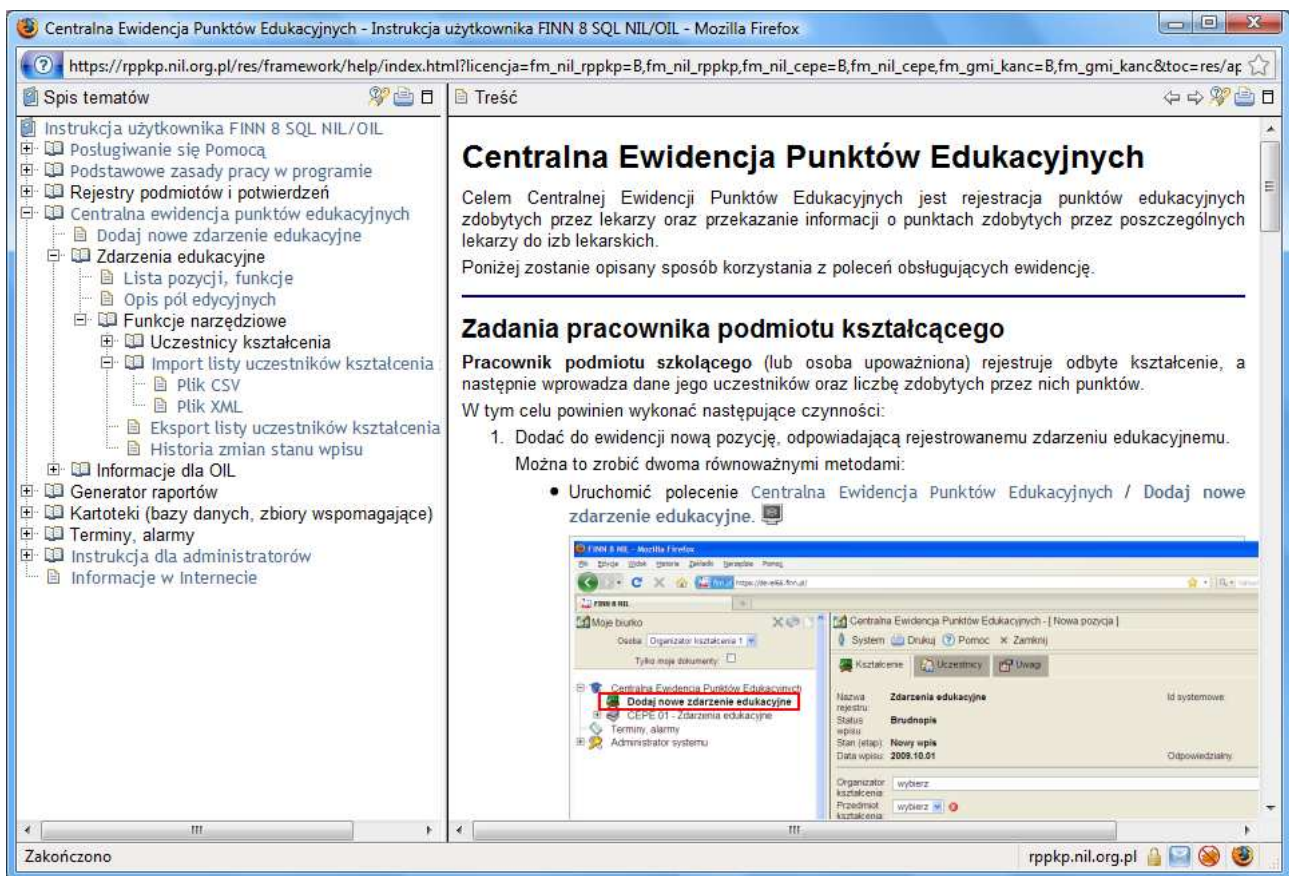 Centralna Ewidencja Punktów Edukacyjnych - Instrukcja użytkownika FINN 8 SQL NIL/OIL - Mozilla Firefox
https://rppkp.nil.org.pl/res/framework/help/index.html?licencja=fm_nil_rppkp=B,fm_nil_rppkp,fm_nil_cepe=B,fm_nil_cepe,fm_gmi_kanc=B,fm_gmi_kanc&toc=res/ap
Spis tematów
Instrukcja użytkownika FINN 8 SQL NIL/OIL
Posługiwanie się Pomocą
Podstawowe zasady pracy w programie
Rejestry podmiotów i potwierdzeń
Centralna ewidencja punktów edukacyjnych
Dodaj nowe zdarzenie edukacyjne
Zdarzenia edukacyjne
Lista pozycji, funkcje
Opis pól edycyjnych
Funkcje narzędziowe
Uczestnicy kształcenia
Import listy uczestników kształcenia
Plik CSV
Plik XML
Eksport listy uczestników kształcenia
Historia zmian stanu wpisu
Informacje dla OIL
Generator raportów
Kartoteki (bazy danych, zbiory wspomagające)
Terminy, alarmy
Instrukcja dla administratorów
Informacje w Internecie
Treść
Centralna Ewidencja Punktów Edukacyjnych
Celem Centralnej Ewidencji Punktów Edukacyjnych jest rejestracja punktów edukacyjnych
zdobytych przez lekarzy oraz przekazanie informacji o punktach zdobytych przez poszczególnych
lekarzy do izb lekarskich.
Poniżej zostanie opisany sposób korzystania z poleceń obsługujących ewidencję.
Zadania pracownika podmiotu kształcącego
Pracownik podmiotu szkolącego (lub osoba upoważniona) rejestruje odbyte kształcenie, a
następnie wprowadza dane jego uczestników oraz liczbę zdobytych przez nich punktów.
W tym celu powinien wykonać następujące czynności:
1. Dodać do ewidencji nową pozycję, odpowiadającą rejestrowanemu zdarzeniu edukacyjnemu.
Można to zrobić dwoma równoważnymi metodami:
• Uruchomić polecenie Centralna Ewidencja Punktów Edukacyjnych / Dodaj nowe
zdarzenie edukacyjne.
FINN 8 NIL - Mozilla Firefox
Plik Edycja Widok Historia Zakładki Narzędzia Pomoc
FINN 8 NIL
Moje biurko
Osoba: Organizator kształcenia 1
Tylko moje dokumenty:
Centralna Ewidencja Punktów Edukacyjnych
Dodaj nowe zdarzenie edukacyjne
CEPE 01 - Zdarzenia edukacyjne
Terminy, alarmy
Administrator systemu
Centralna Ewidencja Punktów Edukacyjnych - [ Nowa pozycja ]
System Drukuj Pomoc Zamknij
Kształcenie Uczestnicy Uwagi
Nazwa rejestru: Zdarzenia edukacyjne Id systemowe:
Status wpisu: Brudnopis
Stan (etap): Nowy wpis
Data wpisu: 2009.10.01 Odpowiedzialny:
Organizator kształcenia: wybierz
Przedmiot kształcenia: wybierz
Zakończono
rppkp.nil.org.pl